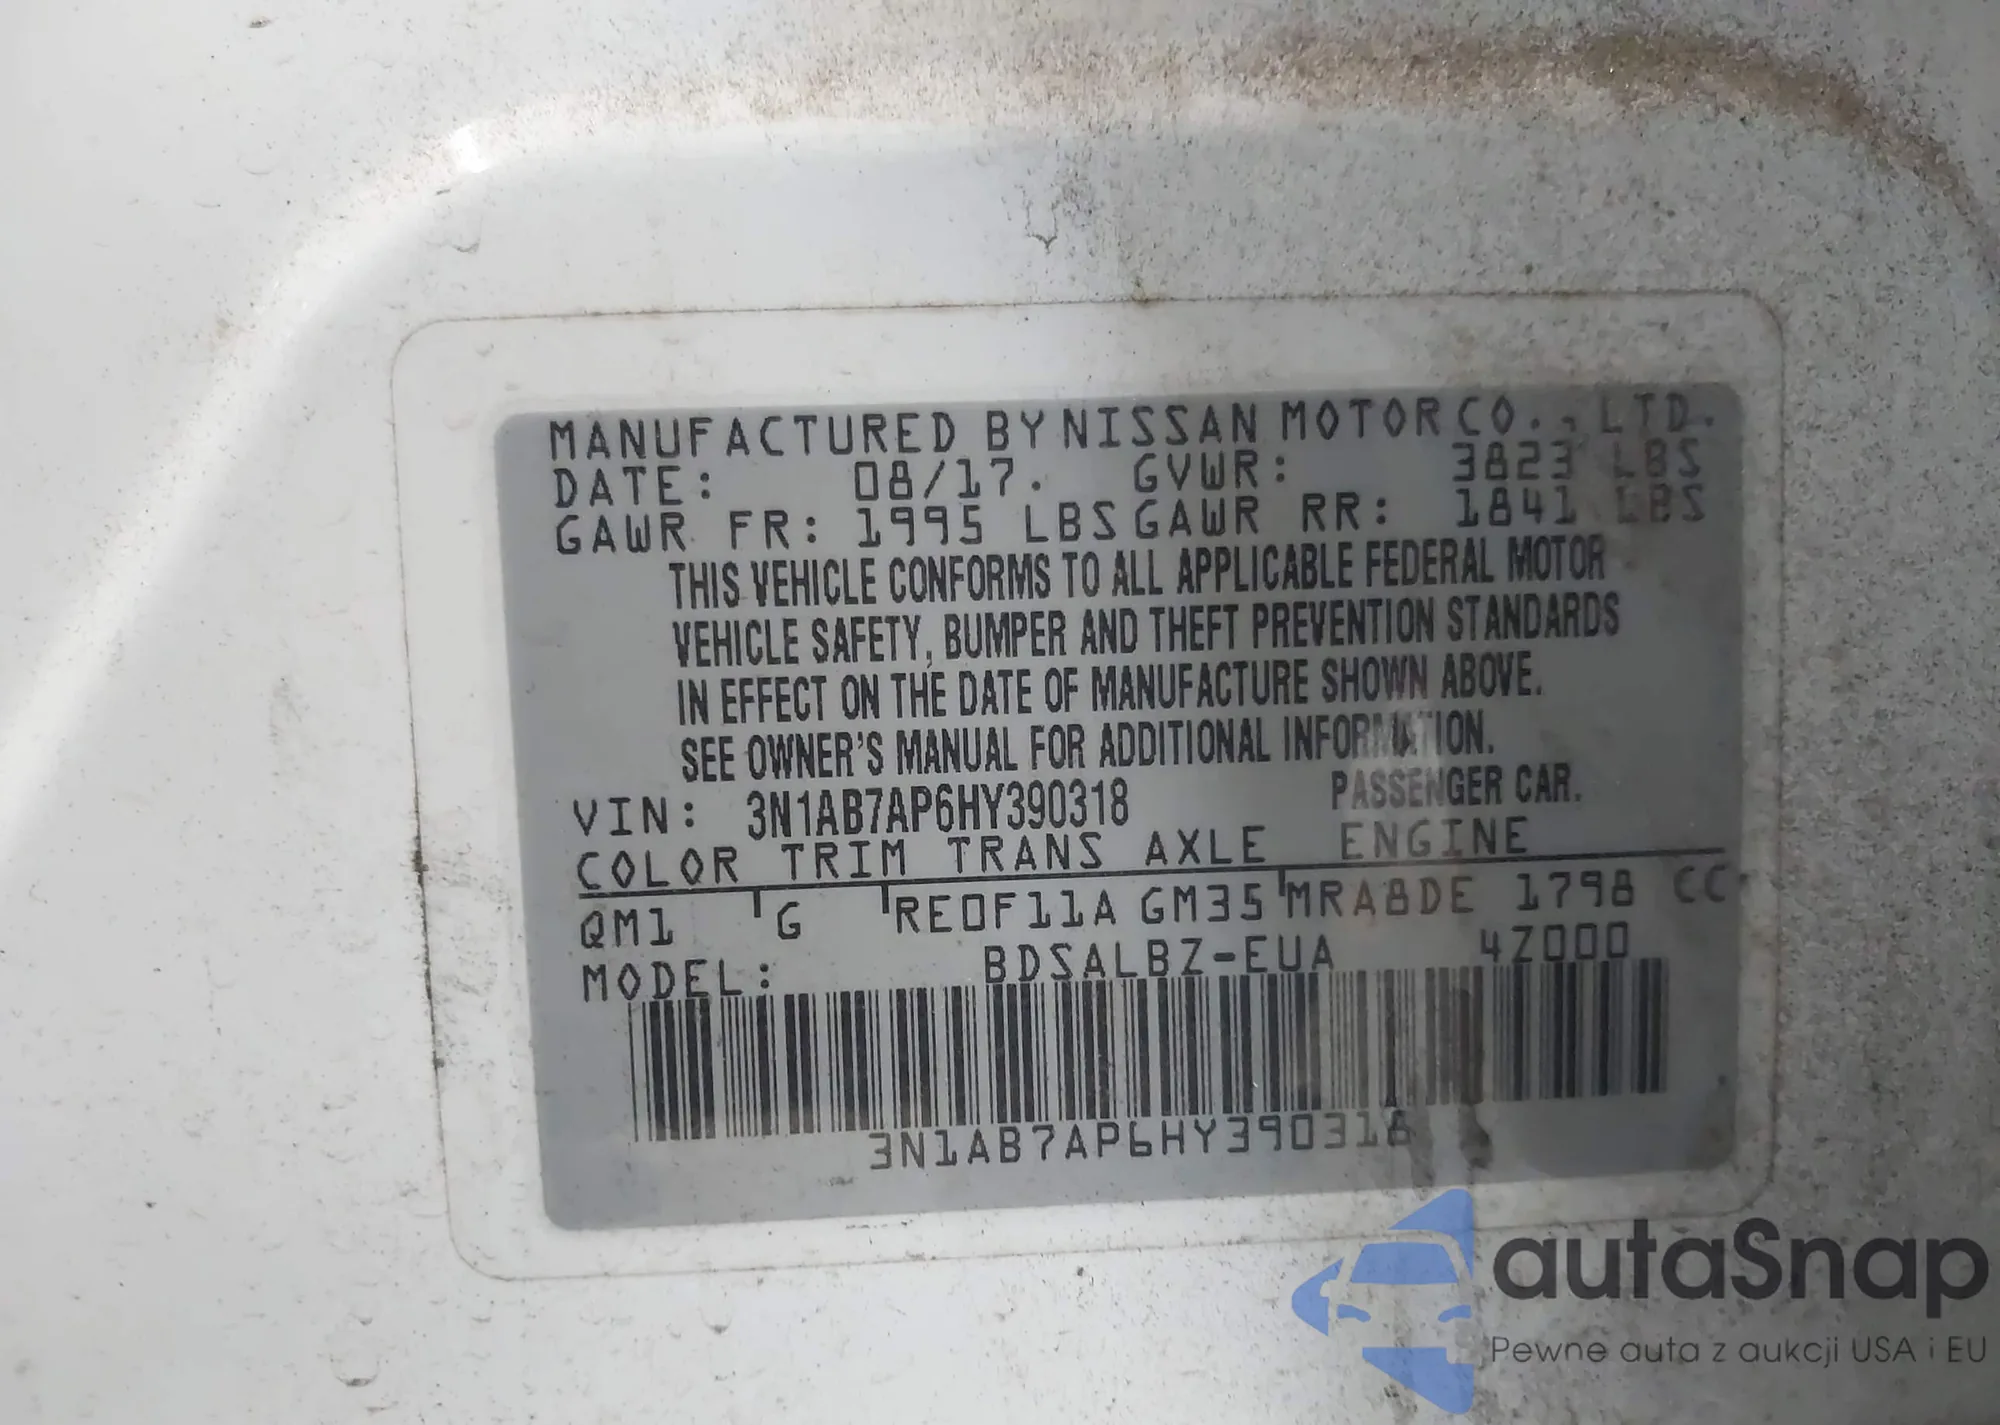 MANUFACTURED BY NISSAN MOTOR CO., LTD.
DATE: 08/17. GVWR: 3823 LBS
GAWR FR: 1995 LBS GAWR RR: 1841 LBS
THIS VEHICLE CONFORMS TO ALL APPLICABLE FEDERAL MOTOR
VEHICLE SAFETY, BUMPER AND THEFT PREVENTION STANDARDS
IN EFFECT ON THE DATE OF MANUFACTURE SHOWN ABOVE.
SEE OWNER'S MANUAL FOR ADDITIONAL INFORMATION.
VIN: 3N1AB7AP6HY390318 PASSENGER CAR.
COLOR TRIM TRANS AXLE ENGINE
QM1 G RE0F11A GM35 MRA8DE 1798 CC
MODEL: BDSALBZ-EUA 4Z000
3N1AB7AP6HY390318
autaSnap
Pewne auta z aukcji USA i EU